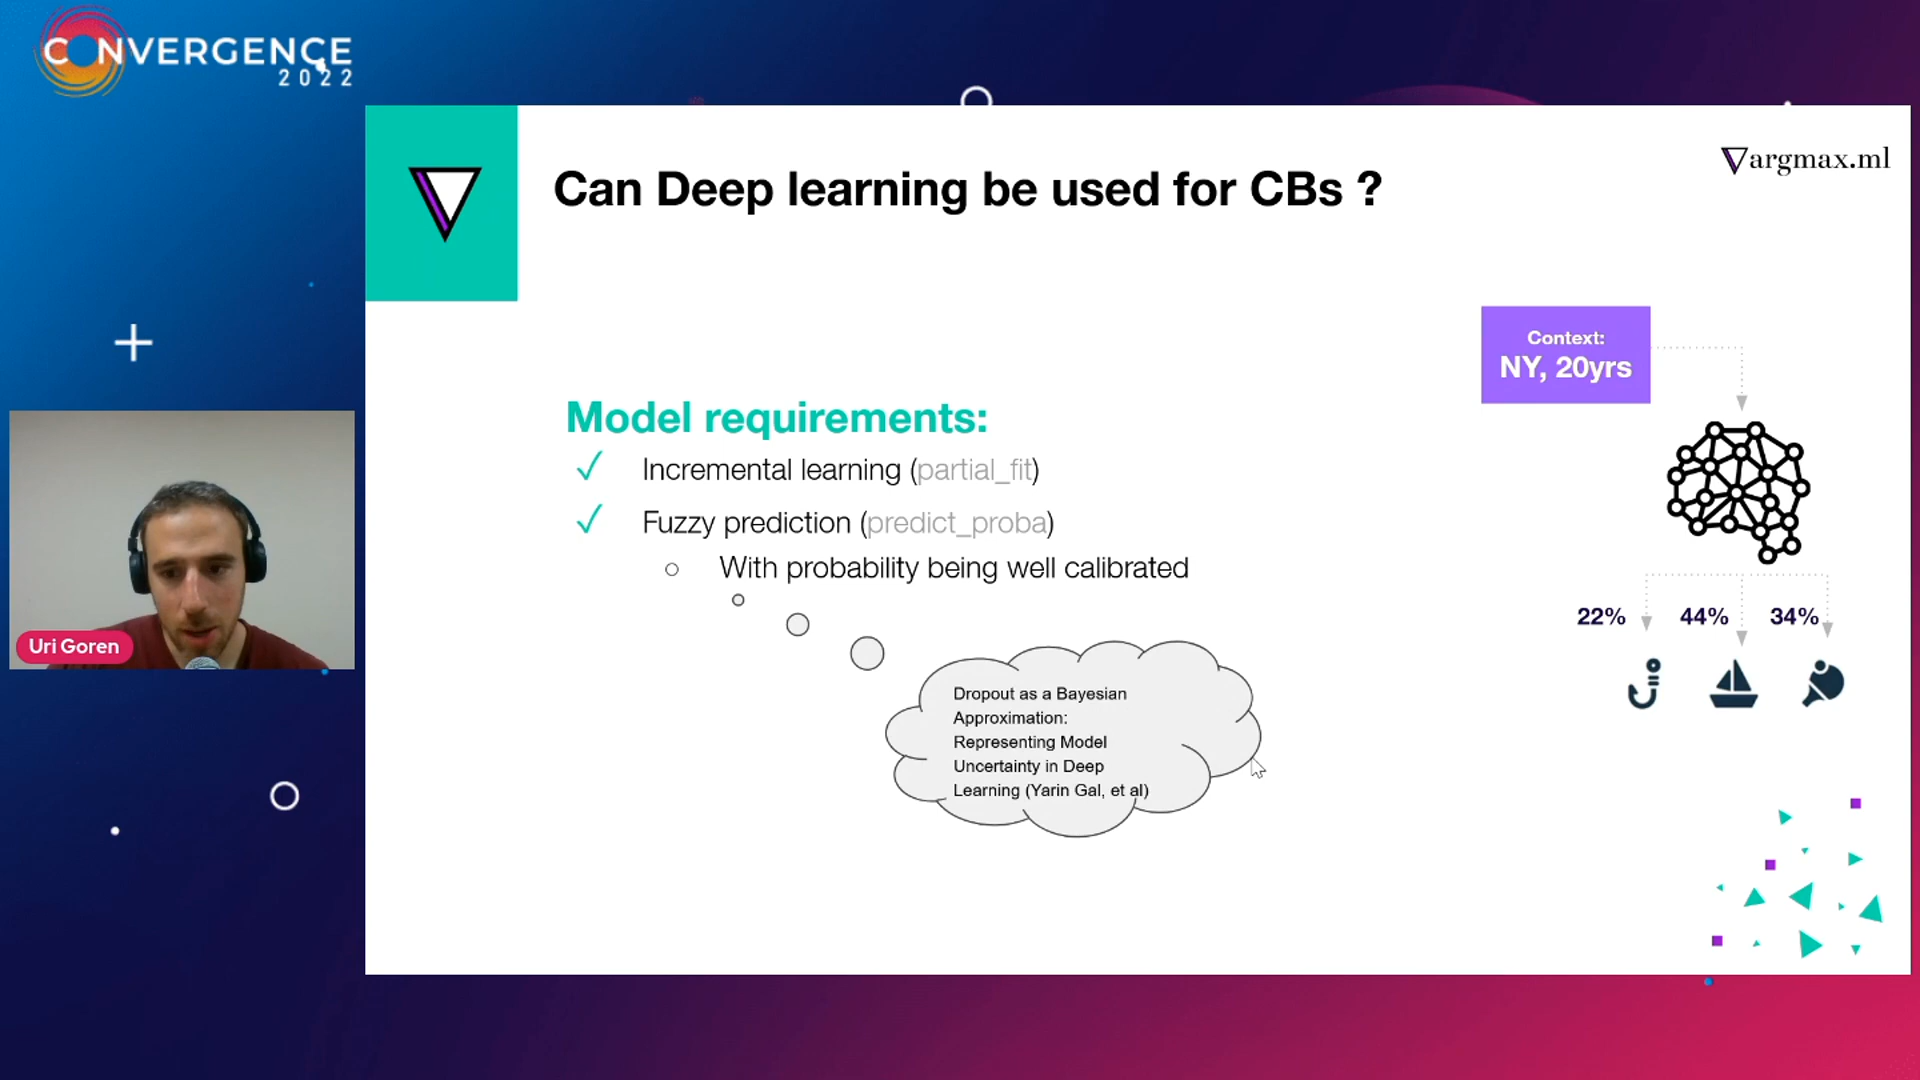 CONVERGENCE
2022
argmax.ml
Can Deep learning be used for CBs ?
Context:
NY, 20yrs
Model requirements:
✓ Incremental learning (partial_fit)
✓ Fuzzy prediction (predict_proba)
○ With probability being well calibrated
22% 44% 34%
Uri Goren
Dropout as a Bayesian
Approximation:
Representing Model
Uncertainty in Deep
Learning (Yarin Gal, et al)